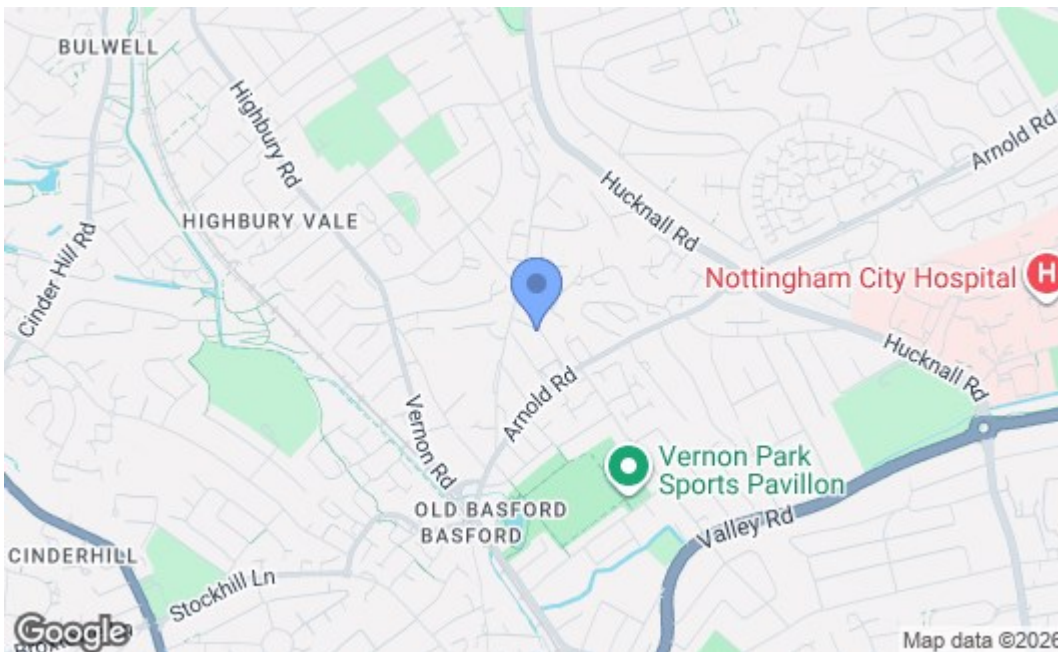 BULWELL
Highbury Rd
Arnold Rd
Hucknall Rd
HIGHBURY VALE
Cinder Hill Rd
Nottingham City Hospital
H
Hucknall Rd
Arnold Rd
Vernon Rd
Vernon Park
Sports Pavillon
OLD BASFORD
BASFORD
Valley Rd
CINDERHILL
Stockhill Ln
Google
Map data ©2026